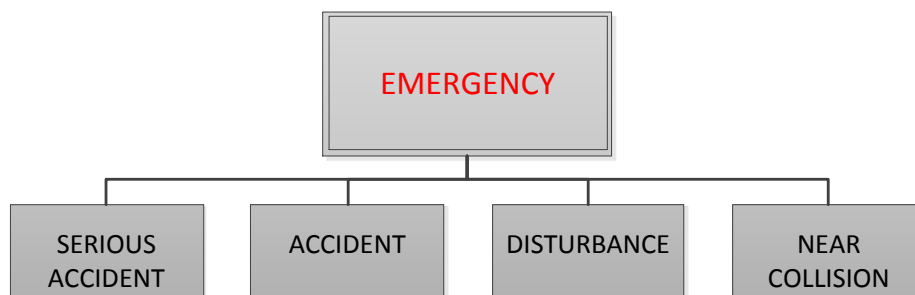 EMERGENCY
SERIOUS
ACCIDENT
ACCIDENT
DISTURBANCE
NEAR
COLLISION